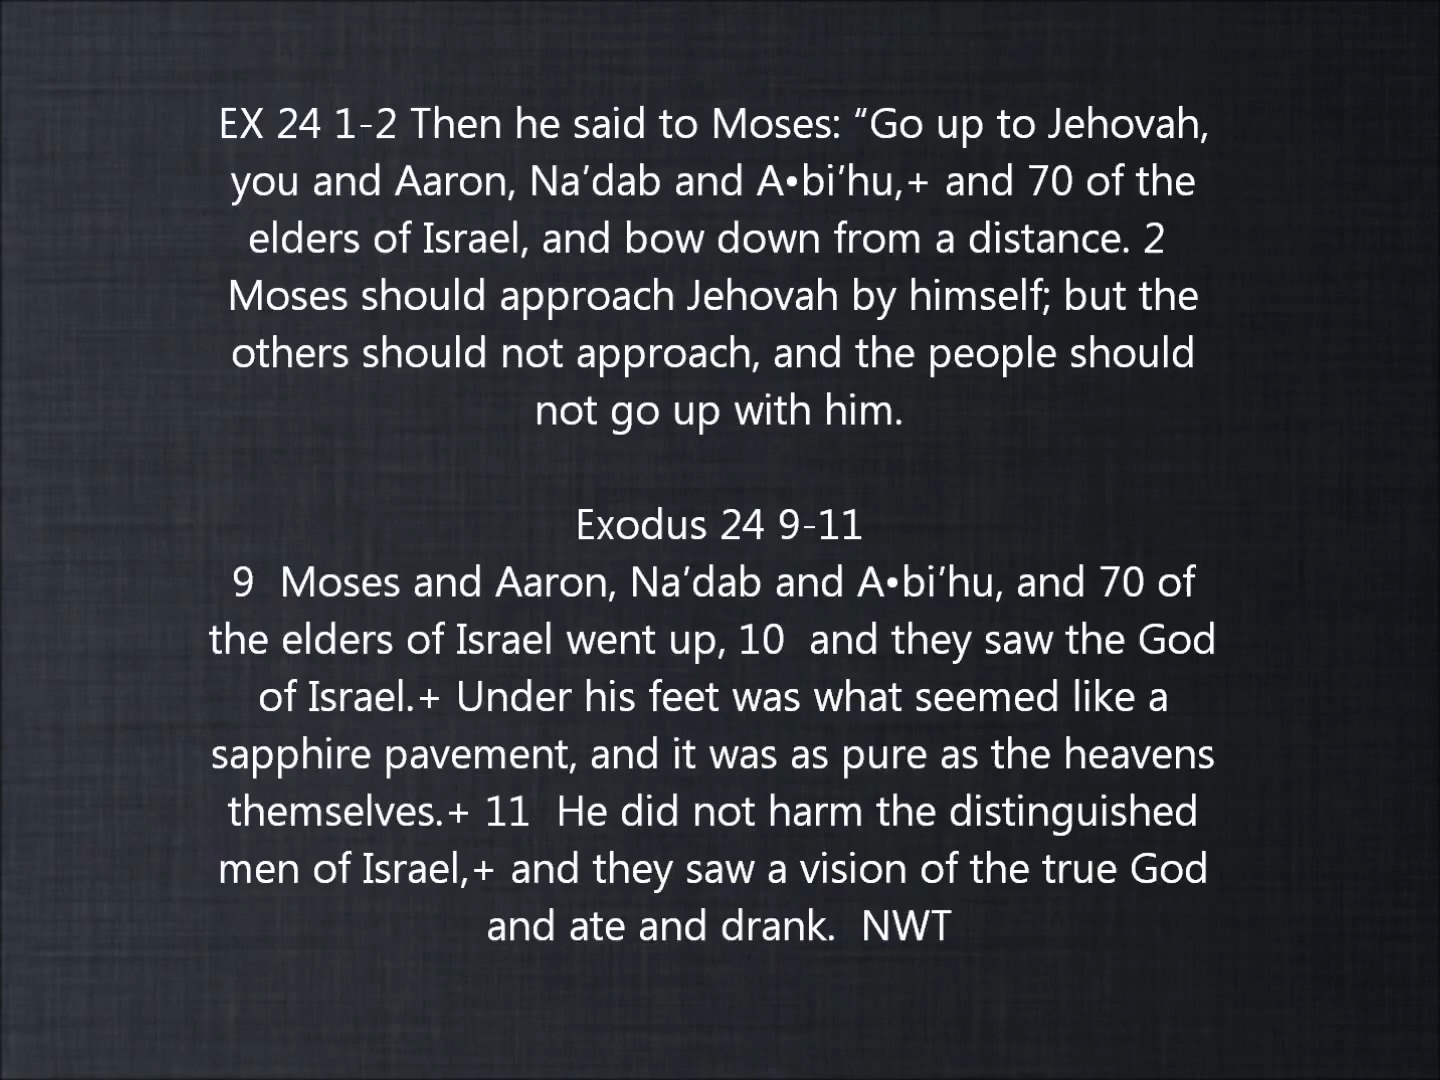 EX 24 1-2 Then he said to Moses: “Go up to Jehovah,
you and Aaron, Na′dab and A•bi′hu,+ and 70 of the
elders of Israel, and bow down from a distance. 2
Moses should approach Jehovah by himself; but the
others should not approach, and the people should
not go up with him.
Exodus 24 9-11
9  Moses and Aaron, Na′dab and A•bi′hu, and 70 of
the elders of Israel went up, 10  and they saw the God
of Israel.+ Under his feet was what seemed like a
sapphire pavement, and it was as pure as the heavens
themselves.+ 11  He did not harm the distinguished
men of Israel,+ and they saw a vision of the true God
and ate and drank.  NWT